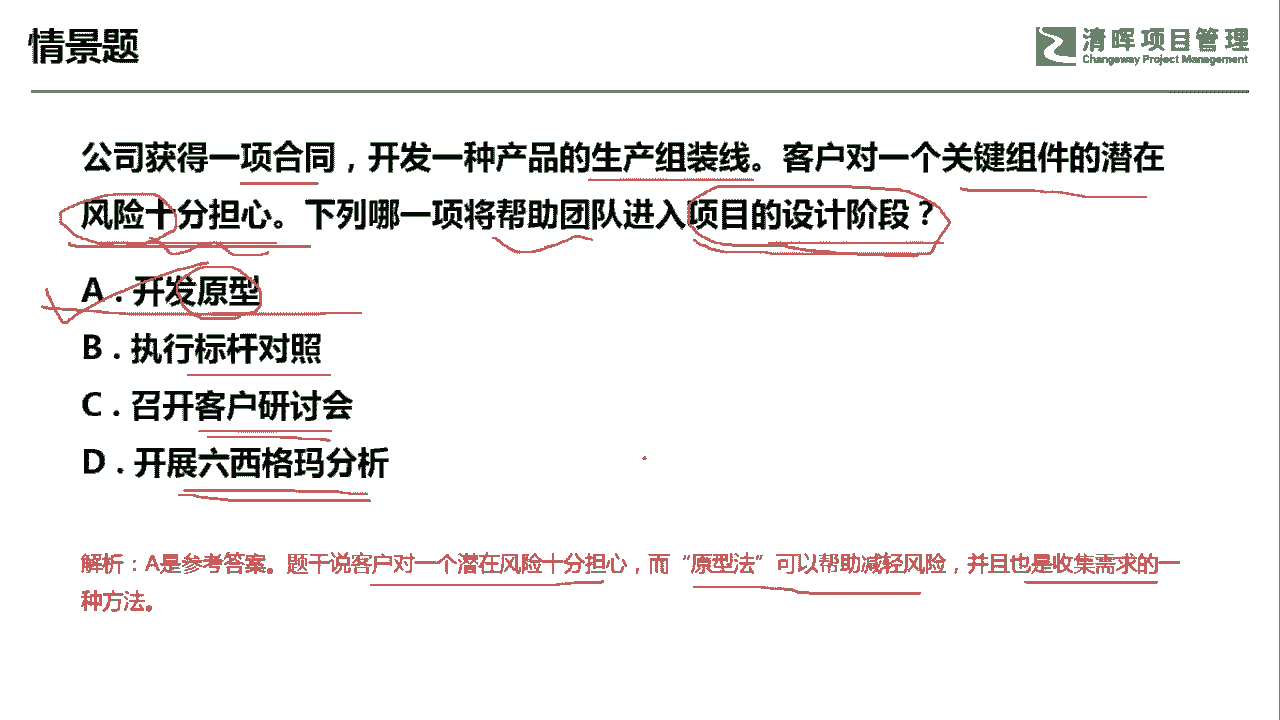 情景题
清晖项目管理
Changeway Project Management
公司获得一项合同，开发一种产品的生产组装线。客户对一个关键组件的潜在
风险十分担心。下列哪一项将帮助团队进入项目的设计阶段？
A．开发原型
B．执行标杆对照
C．召开客户研讨会
D．开展六西格玛分析
解析：A是参考答案。题干说客户对一个潜在风险十分担心，而“原型法”可以帮助减轻风险，并且也是收集需求的一
种方法。